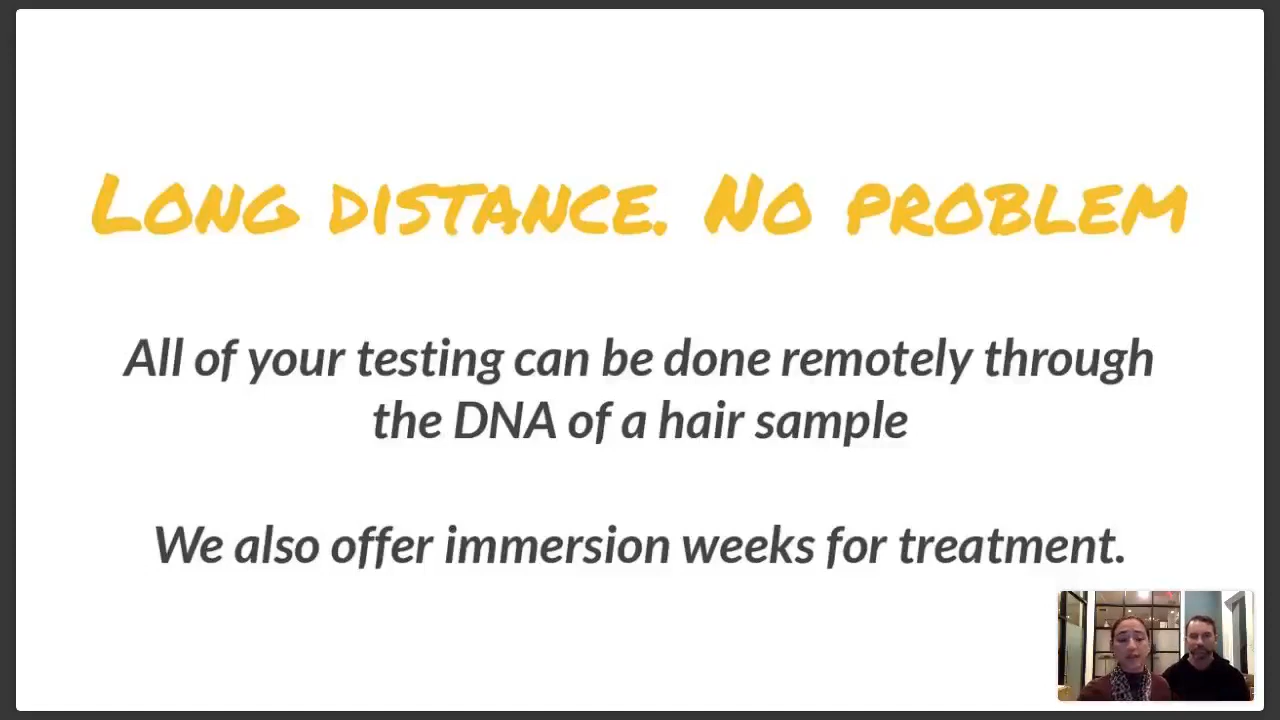 Long distance. No problem
All of your testing can be done remotely through
the DNA of a hair sample
We also offer immersion weeks for treatment.